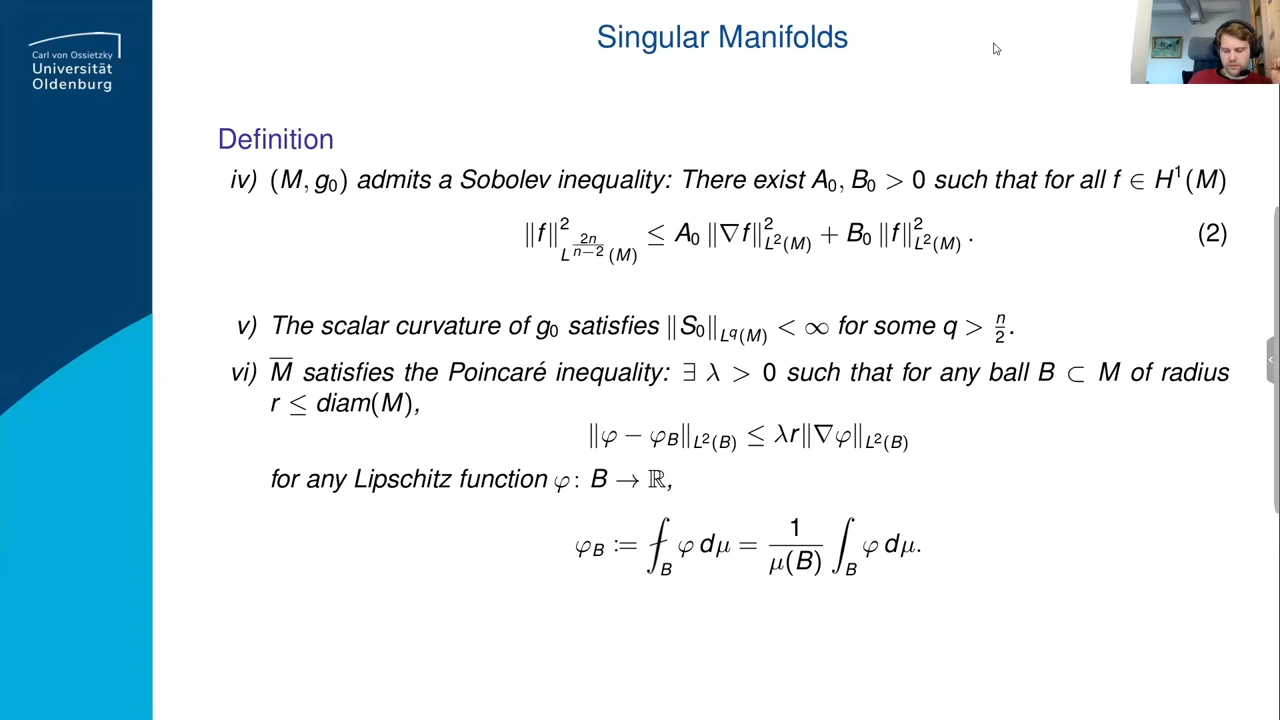 Singular Manifolds
Carl von Ossietzky
Universität
Oldenburg
Definition
iv) (M, g₀) admits a Sobolev inequality: There exist A₀, B₀ > 0 such that for all f ∈ H¹(M)
‖f‖²_{L^{2n/(n−2)}(M)} ≤ A₀ ‖∇f‖²_{L²(M)} + B₀ ‖f‖²_{L²(M)} . (2)
v) The scalar curvature of g₀ satisfies ‖S₀‖_{L^q(M)} < ∞ for some q > n/2.
vi) M̅ satisfies the Poincaré inequality: ∃ λ > 0 such that for any ball B ⊂ M of radius
r ≤ diam(M),
‖φ − φ_B‖_{L²(B)} ≤ λr‖∇φ‖_{L²(B)}
for any Lipschitz function φ: B → ℝ,
φ_B ≔ ⨍_B φ dμ = 1/μ(B) ∫_B φ dμ.